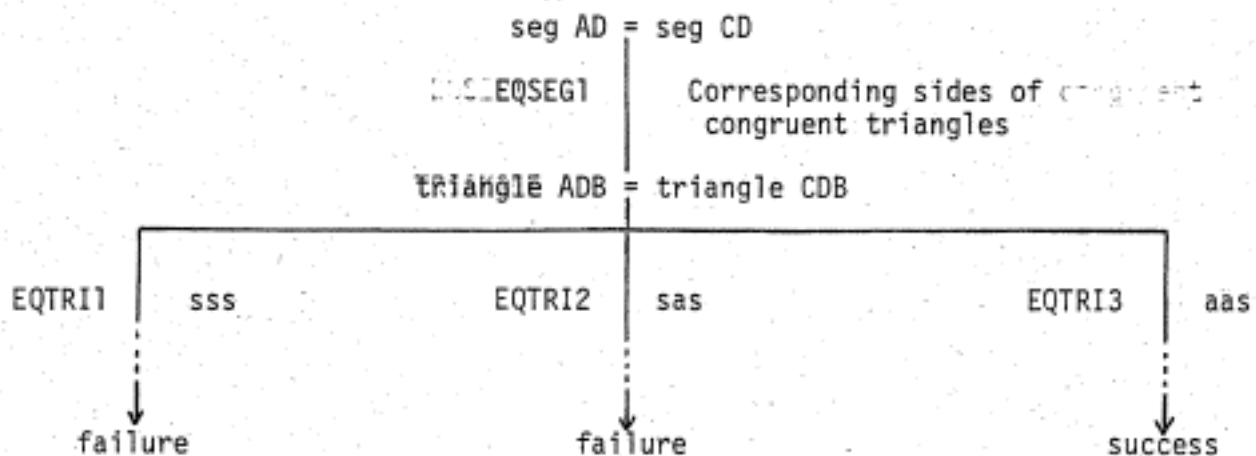 seg AD = seg CD
EQSEG1 Corresponding sides of
congruent triangles
triangle ADB = triangle CDB
EQTRI1 sss EQTRI2 sas EQTRI3 aas
failure failure success